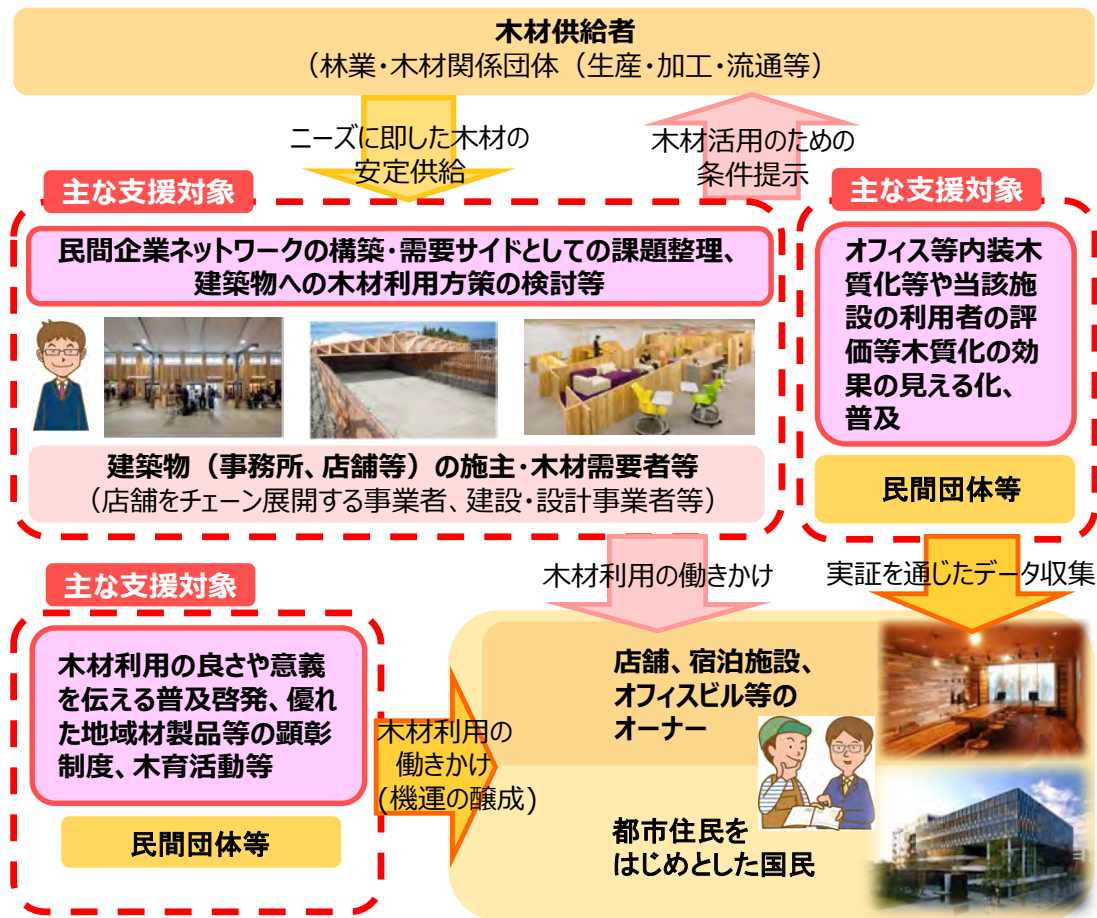 木材供給者
（林業・木材関係団体（生産・加工・流通等）
ニーズに即した木材の
安定供給
木材活用のための
条件提示
主な支援対象
民間企業ネットワークの構築・需要サイドとしての課題整理、
建築物への木材利用方策の検討等
建築物（事務所、店舗等）の施主・木材需要者等
（店舗をチェーン展開する事業者、建設・設計事業者等）
主な支援対象
オフィス等内装木
質化等や当該施
設の利用者の評
価等木質化の効
果の見える化、
普及
民間団体等
木材利用の働きかけ
実証を通じたデータ収集
主な支援対象
木材利用の良さや意義
を伝える普及啓発、優れ
た地域材製品等の顕彰
制度、木育活動等
民間団体等
木材利用の
働きかけ
(機運の醸成)
店舗、宿泊施設、
オフィスビル等の
オーナー
都市住民を
はじめとした国民